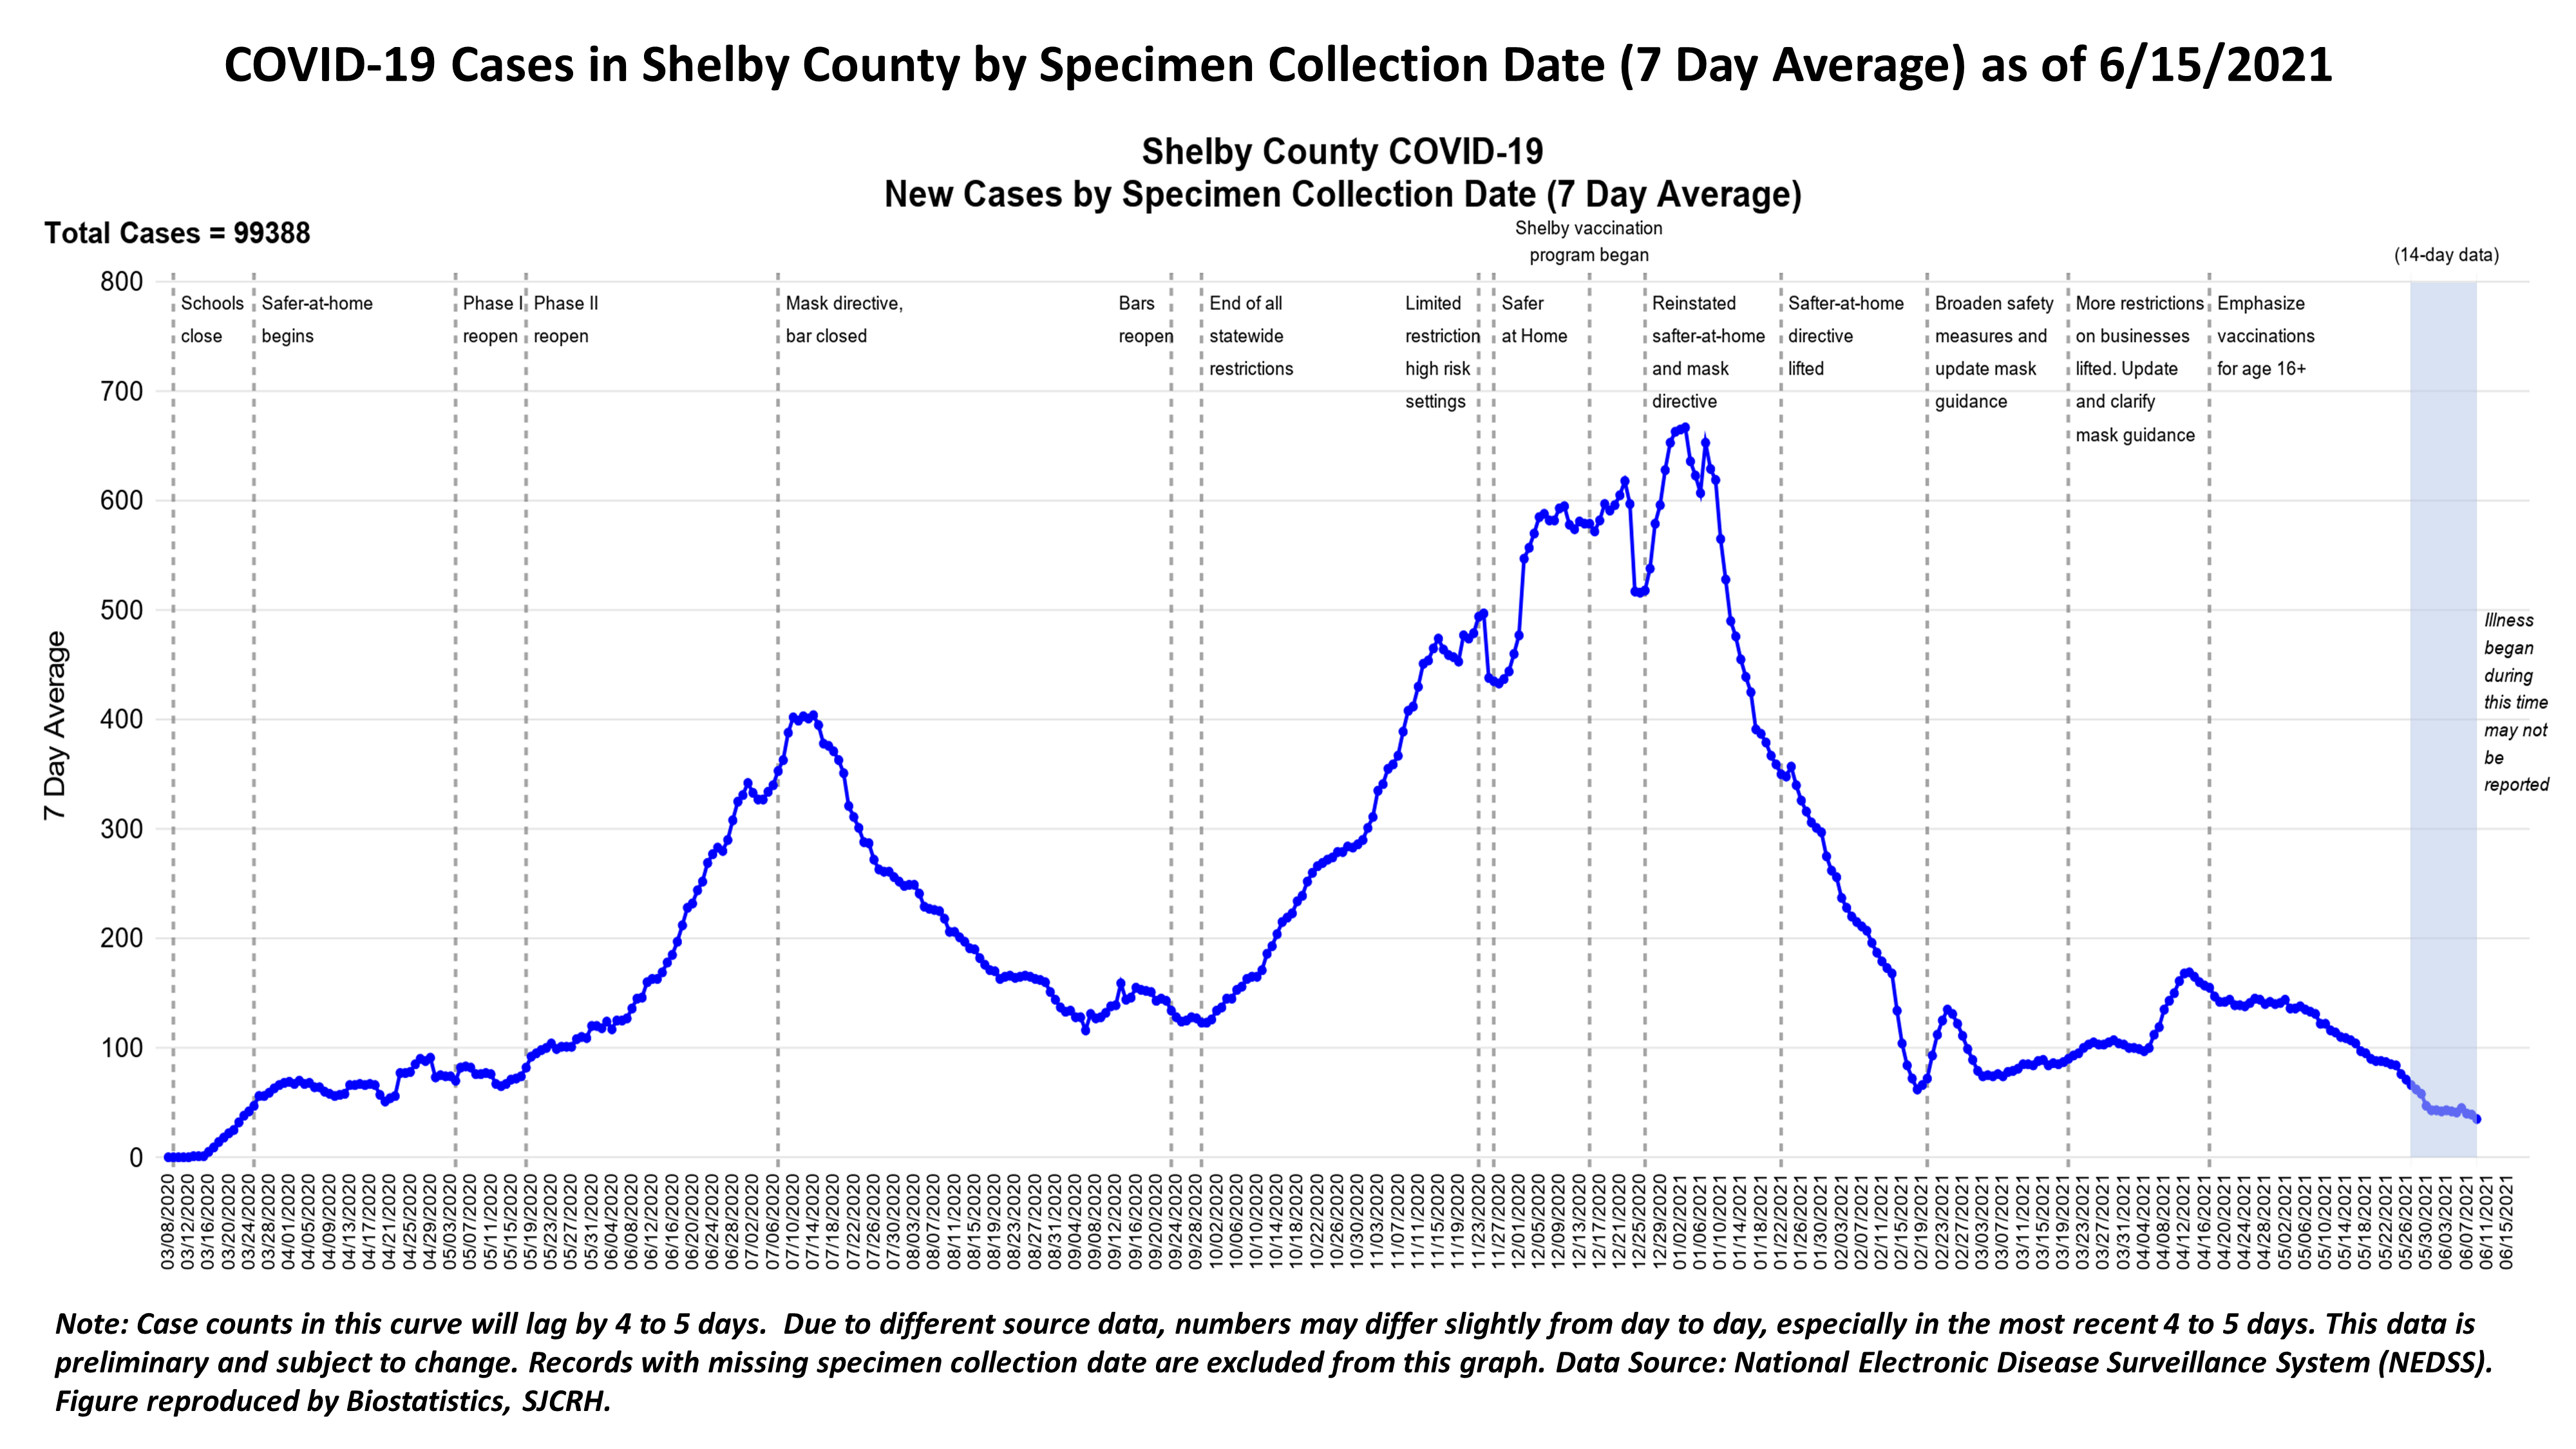 COVID-19 Cases in Shelby County by Specimen Collection Date (7 Day Average) as of 6/15/2021
Shelby County COVID-19
New Cases by Specimen Collection Date (7 Day Average)
Total Cases = 99388
Shelby vaccination
program began
(14-day data)
800
700
600
500
400
300
200
100
0
7 Day Average
Schools
close
Safer-at-home
begins
Phase I
reopen
Phase II
reopen
Mask directive,
bar closed
Bars
reopen
End of all
statewide
restrictions
Limited
restriction
high risk
settings
Safer
at Home
Reinstated
safter-at-home
and mask
directive
Safter-at-home
directive
lifted
Broaden safety
measures and
update mask
guidance
More restrictions
on businesses
lifted. Update
and clarify
mask guidance
Emphasize
vaccinations
for age 16+
Illness
began
during
this time
may not
be
reported
03/08/2020
03/12/2020
03/16/2020
03/20/2020
03/24/2020
03/28/2020
04/01/2020
04/05/2020
04/09/2020
04/13/2020
04/17/2020
04/21/2020
04/25/2020
04/29/2020
05/03/2020
05/07/2020
05/11/2020
05/15/2020
05/19/2020
05/23/2020
05/27/2020
05/31/2020
06/04/2020
06/08/2020
06/12/2020
06/16/2020
06/20/2020
06/24/2020
06/28/2020
07/02/2020
07/06/2020
07/10/2020
07/14/2020
07/18/2020
07/22/2020
07/26/2020
07/30/2020
08/03/2020
08/07/2020
08/11/2020
08/15/2020
08/19/2020
08/23/2020
08/27/2020
08/31/2020
09/04/2020
09/08/2020
09/12/2020
09/16/2020
09/20/2020
09/24/2020
09/28/2020
10/02/2020
10/06/2020
10/10/2020
10/14/2020
10/18/2020
10/22/2020
10/26/2020
10/30/2020
11/03/2020
11/07/2020
11/11/2020
11/15/2020
11/19/2020
11/23/2020
11/27/2020
12/01/2020
12/05/2020
12/09/2020
12/13/2020
12/17/2020
12/21/2020
12/25/2020
12/29/2020
01/02/2021
01/06/2021
01/10/2021
01/14/2021
01/18/2021
01/22/2021
01/26/2021
01/30/2021
02/03/2021
02/07/2021
02/11/2021
02/15/2021
02/19/2021
02/23/2021
02/27/2021
03/03/2021
03/07/2021
03/11/2021
03/15/2021
03/19/2021
03/23/2021
03/27/2021
03/31/2021
04/04/2021
04/08/2021
04/12/2021
04/16/2021
04/20/2021
04/24/2021
04/28/2021
05/02/2021
05/06/2021
05/10/2021
05/14/2021
05/18/2021
05/22/2021
05/26/2021
05/30/2021
06/03/2021
06/07/2021
06/11/2021
06/15/2021
Note: Case counts in this curve will lag by 4 to 5 days. Due to different source data, numbers may differ slightly from day to day, especially in the most recent 4 to 5 days. This data is
preliminary and subject to change. Records with missing specimen collection date are excluded from this graph. Data Source: National Electronic Disease Surveillance System (NEDSS).
Figure reproduced by Biostatistics, SJCRH.